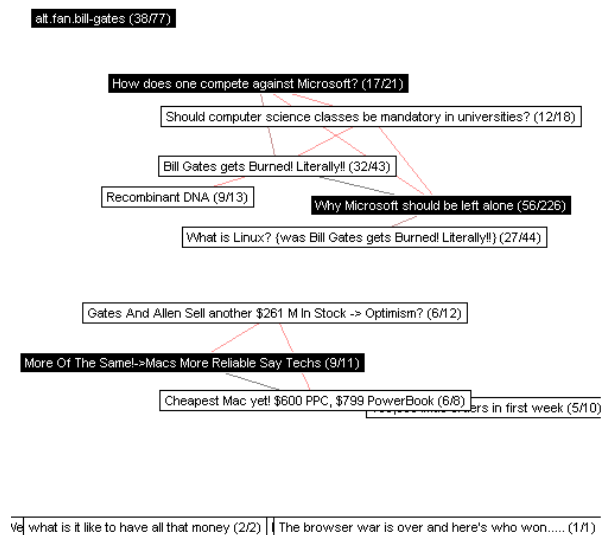 alt.fan.bill-gates (38/77)
How does one compete against Microsoft? (17/21)
Should computer science classes be mandatory in universities? (12/18)
Bill Gates gets Burned! Literally!! (32/43)
Recombinant DNA (9/13)
Why Microsoft should be left alone (56/226)
What is Linux? {was Bill Gates gets Burned! Literally!!} (27/44)
Gates And Allen Sell another $261 M In Stock -> Optimism? (6/12)
More Of The Same!->Macs More Reliable Say Techs (9/11)
Cheapest Mac yet! $600 PPC, $799 PowerBook (6/8)
in first week (5/10)
what is it like to have all that money (2/2)
The browser war is over and here's who won..... (1/1)